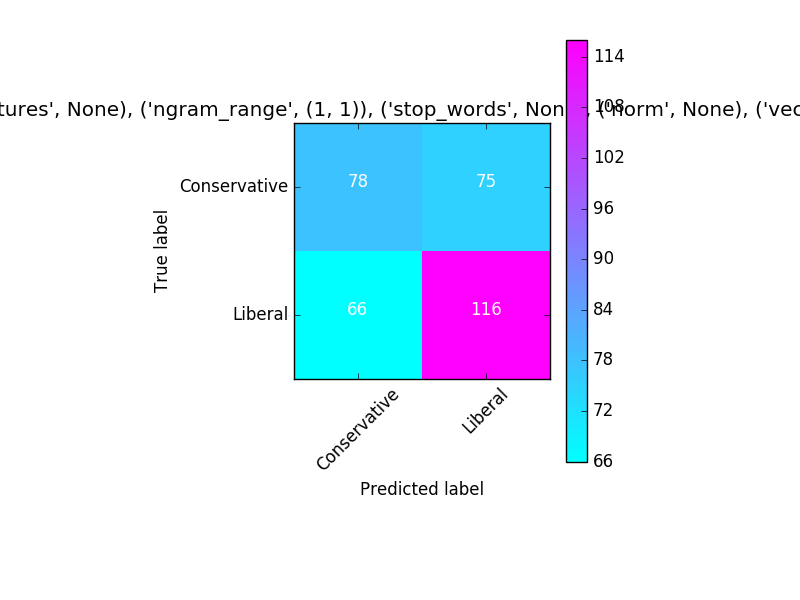 tures', None), ('ngram_range', (1, 1)), ('stop_words', None), ('norm', None), ('vec
Conservative
Liberal
True label
78 75
66 116
Conservative Liberal
Predicted label
114
108
102
96
90
84
78
72
66